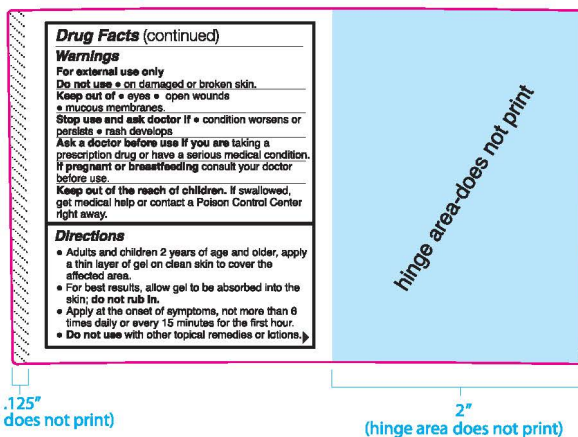 Drug Facts (continued)
Warnings
For external use only
Do not use ● on damaged or broken skin.
Keep out of ● eyes ● open wounds
● mucous membranes.
Stop use and ask doctor if ● condition worsens or
persists ● rash develops
Ask a doctor before use if you are taking a
prescription drug or have a serious medical condition.
If pregnant or breastfeeding consult your doctor
before use.
Keep out of the reach of children. If swallowed,
get medical help or contact a Poison Control Center
right away.
Directions
● Adults and children 2 years of age and older, apply
a thin layer of gel on clean skin to cover the
affected area.
● For best results, allow gel to be absorbed into the
skin; do not rub in.
● Apply at the onset of symptoms, not more than 6
times daily or every 15 minutes for the first hour.
● Do not use with other topical remedies or lotions.
hinge area-does not print
.125"
does not print)
2"
(hinge area does not print)